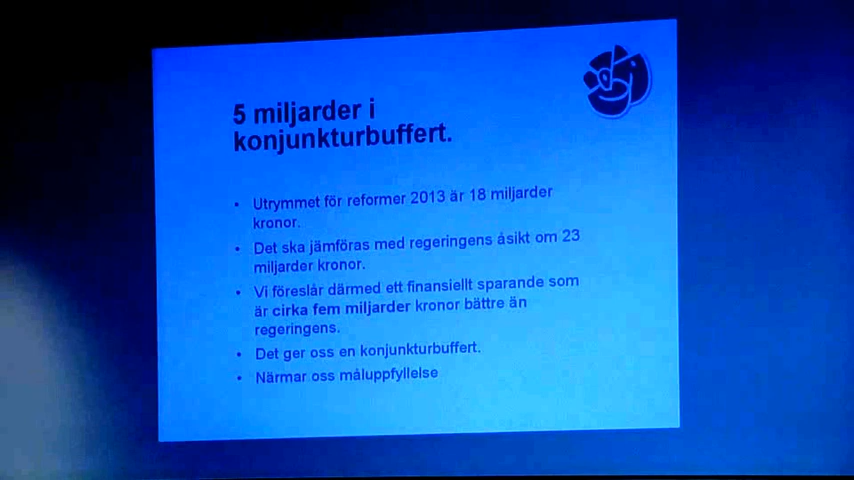 5 miljarder i
konjunkturbuffert.
• Utrymmet för reformer 2013 är 18 miljarder
kronor.
• Det ska jämföras med regeringens åsikt om 23
miljarder kronor.
• Vi föreslår därmed ett finansiellt sparande som
är cirka fem miljarder kronor bättre än
regeringens.
• Det ger oss en konjunkturbuffert.
• Närmar oss måluppfyllelse